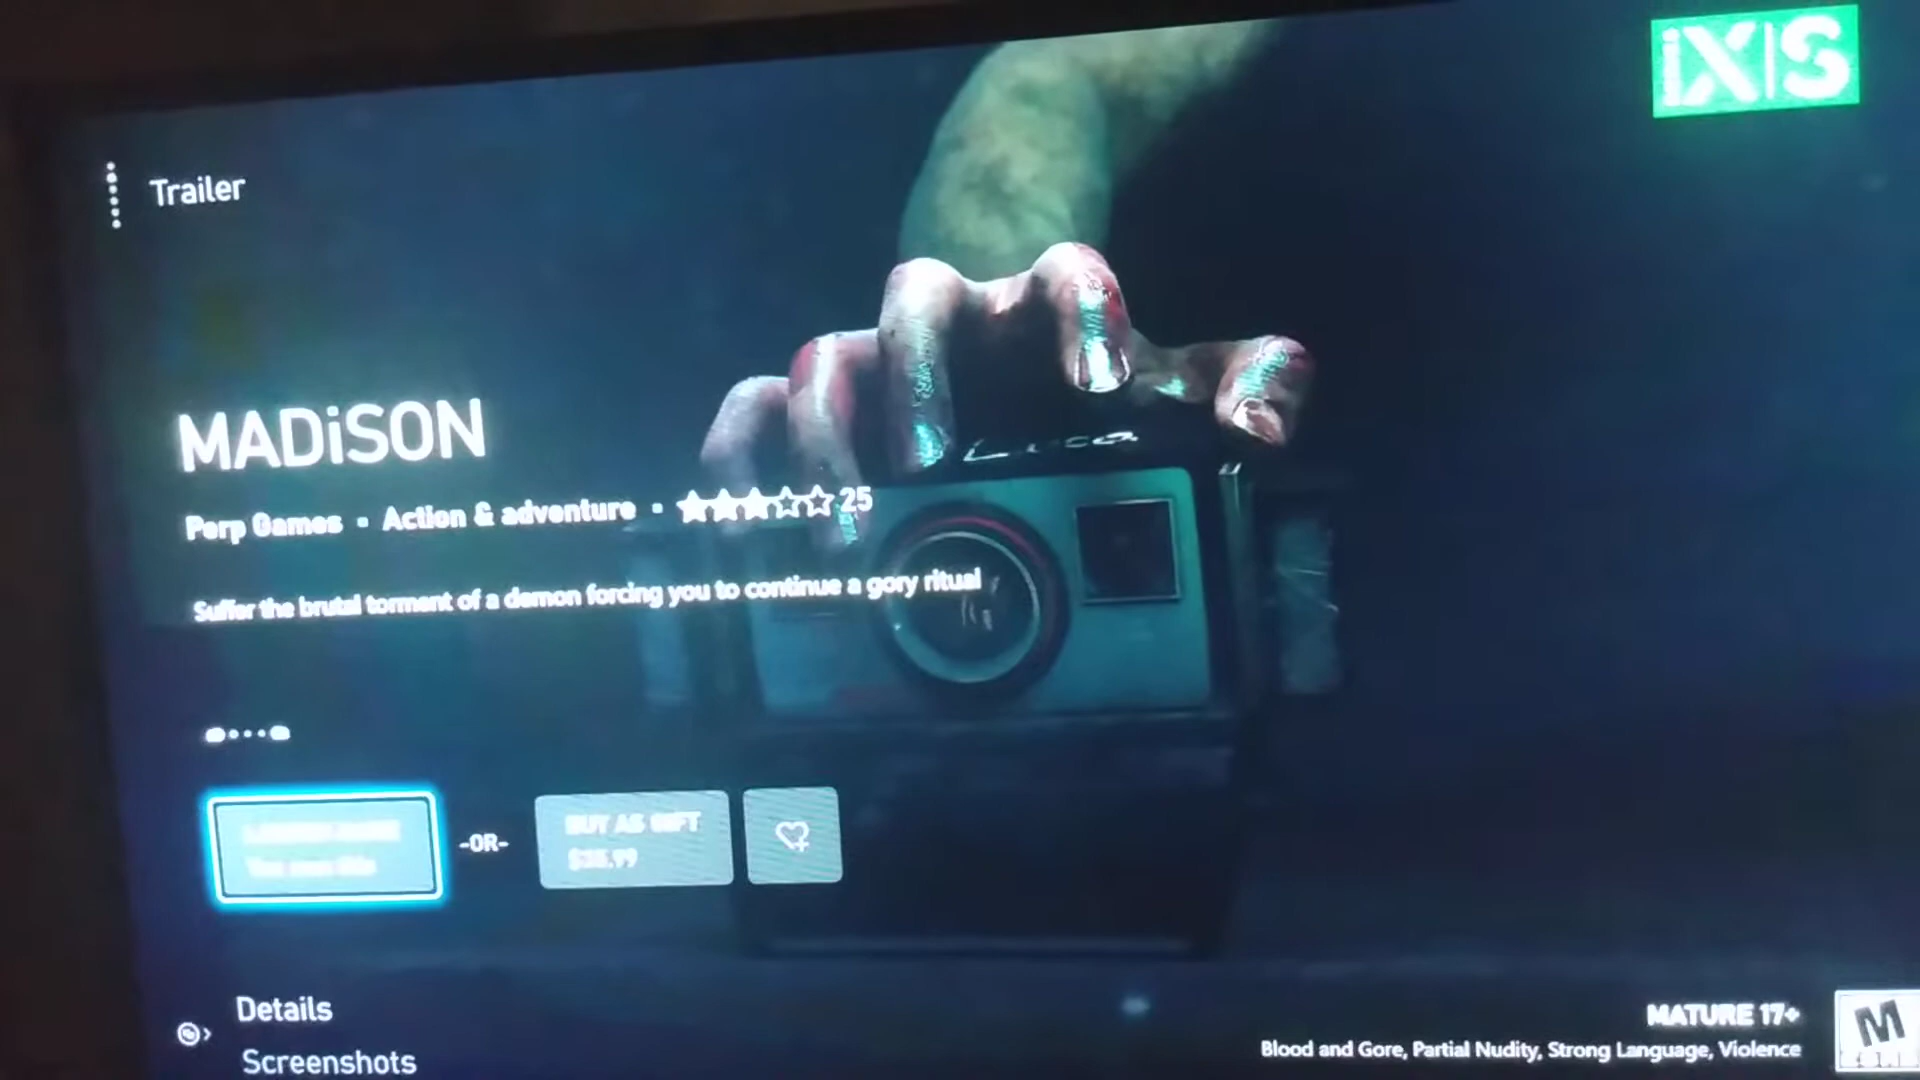 X|S
Trailer
MADiSON
Perp Games • Action & adventure • 25
Suffer the brutal torment of a demon forcing you to continue a gory ritual
-OR-
BUY AS GIFT
Details
Screenshots
MATURE 17+
Blood and Gore, Partial Nudity, Strong Language, Violence
M